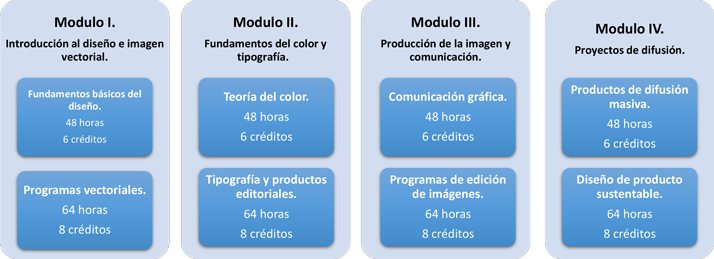 Modulo I.
Introducción al diseño e imagen
vectorial.
Fundamentos básicos del
diseño.
48 horas
6 créditos
Programas vectoriales.
64 horas
8 créditos
Modulo II.
Fundamentos del color y
tipografía.
Teoría del color.
48 horas
6 créditos
Tipografía y productos
editoriales.
64 horas
8 créditos
Modulo III.
Producción de la imagen y
comunicación.
Comunicación gráfica.
48 horas
6 créditos
Programas de edición
de imágenes.
64 horas
8 créditos
Modulo IV.
Proyectos de difusión.
Productos de difusión
masiva.
48 horas
6 créditos
Diseño de producto
sustentable.
64 horas
8 créditos